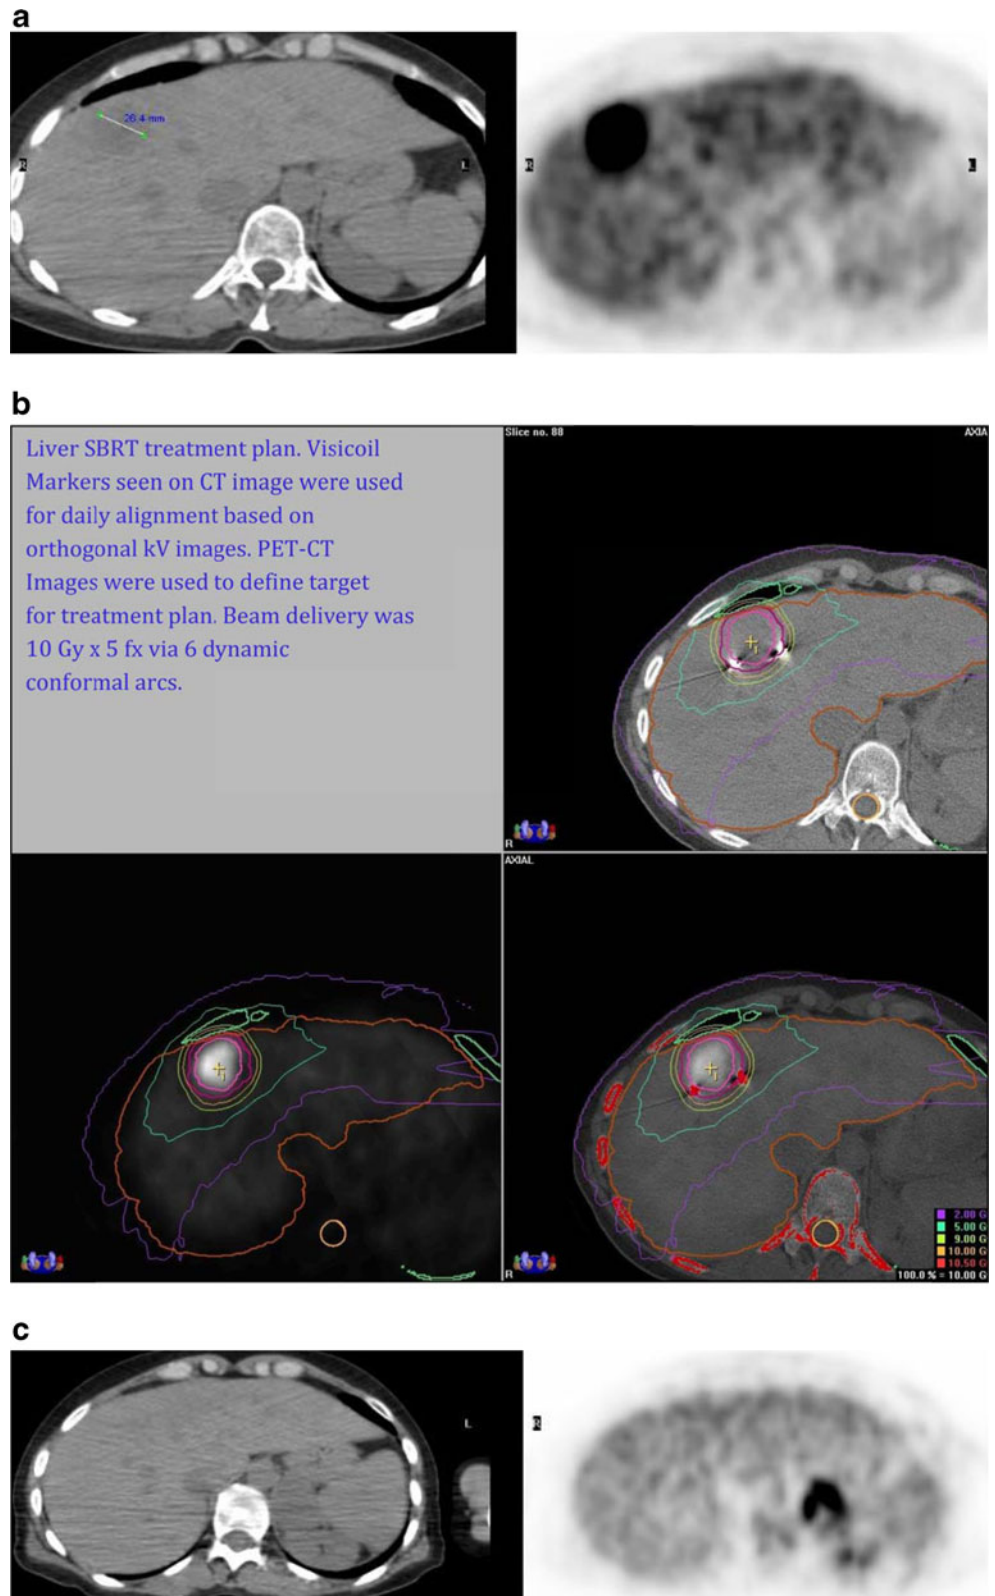 a
26.4 mm
R
L
R
L
b
Liver SBRT treatment plan. Visicoil
Markers seen on CT image were used
for daily alignment based on
orthogonal kV images. PET-CT
Images were used to define target
for treatment plan. Beam delivery was
10 Gy x 5 fx via 6 dynamic
conformal arcs.
Slice no. 88
AXIA
R
AXIAL
R
2.00 G
5.00 G
9.00 G
10.00 G
10.50 G
100.0 % = 10.00 G
c
L
R